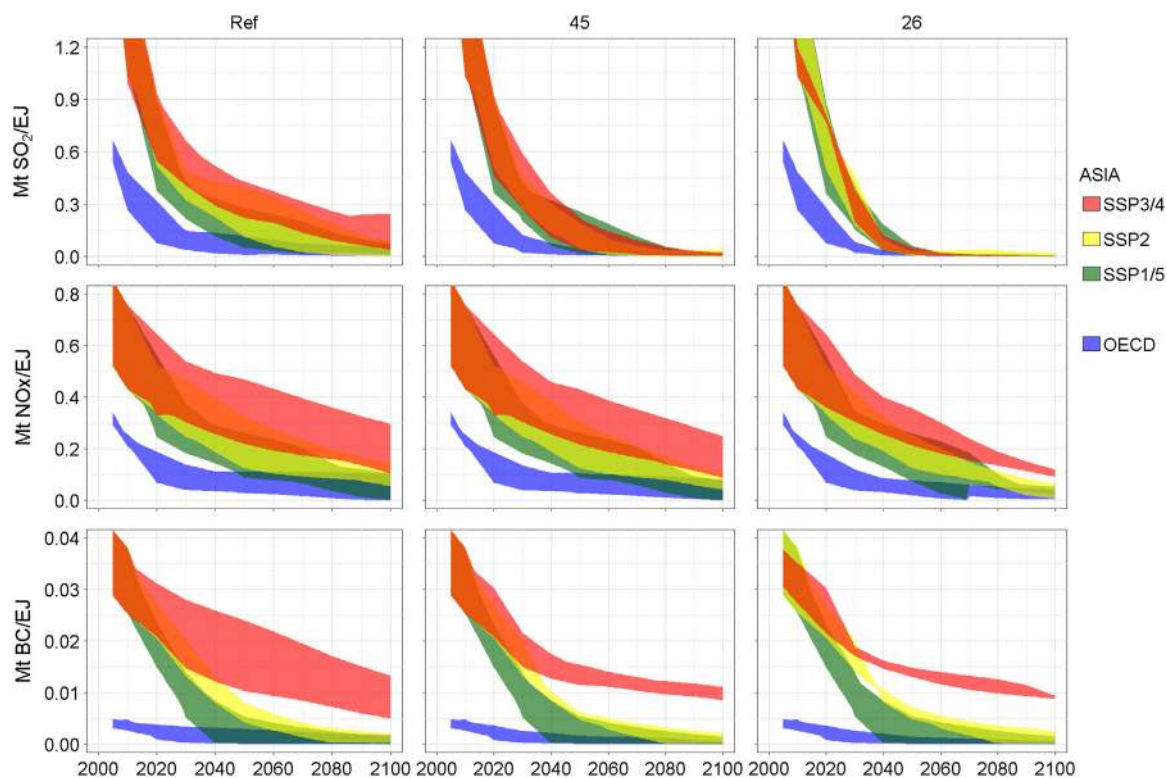 Ref 45 26
Mt SO₂/EJ
1.2
0.9
0.6
0.3
0.0
Mt NOx/EJ
0.8
0.6
0.4
0.2
0.0
Mt BC/EJ
0.04
0.03
0.02
0.01
0.00
2000 2020 2040 2060 2080 2100 2000 2020 2040 2060 2080 2100 2000 2020 2040 2060 2080 2100
ASIA
SSP3/4
SSP2
SSP1/5
OECD